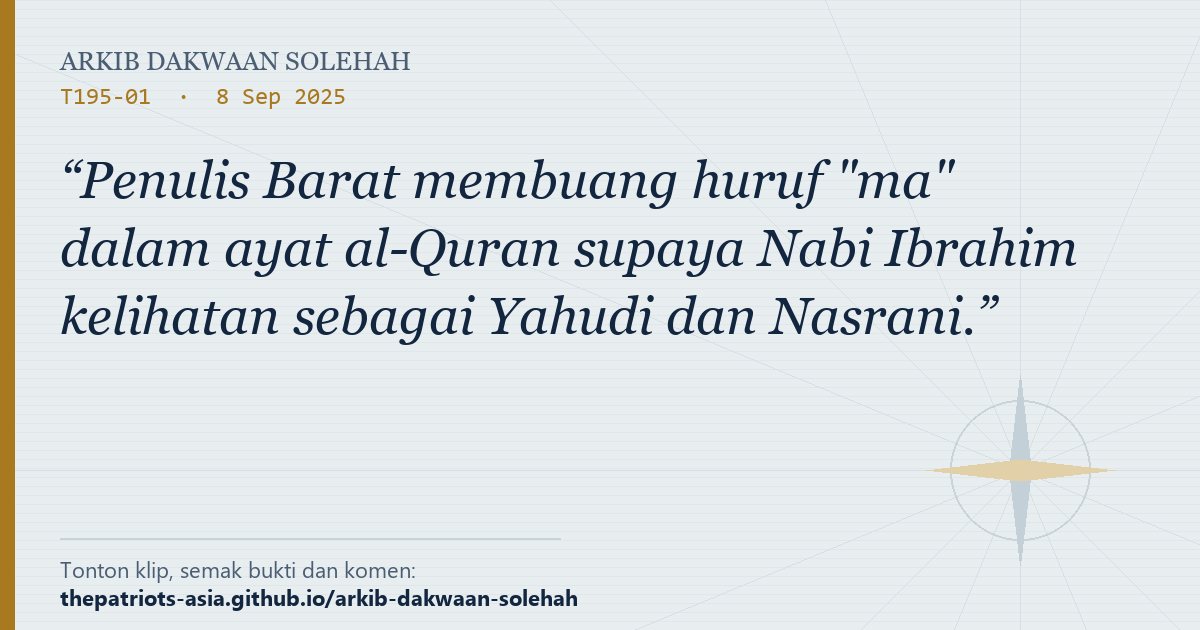 ARKIB DAKWAAN SOLEHAH
T195-01 · 8 Sep 2025
“Penulis Barat membuang huruf "ma"
dalam ayat al-Quran supaya Nabi Ibrahim
kelihatan sebagai Yahudi dan Nasrani.”
Tonton klip, semak bukti dan komen:
thepatriots-asia.github.io/arkib-dakwaan-solehah